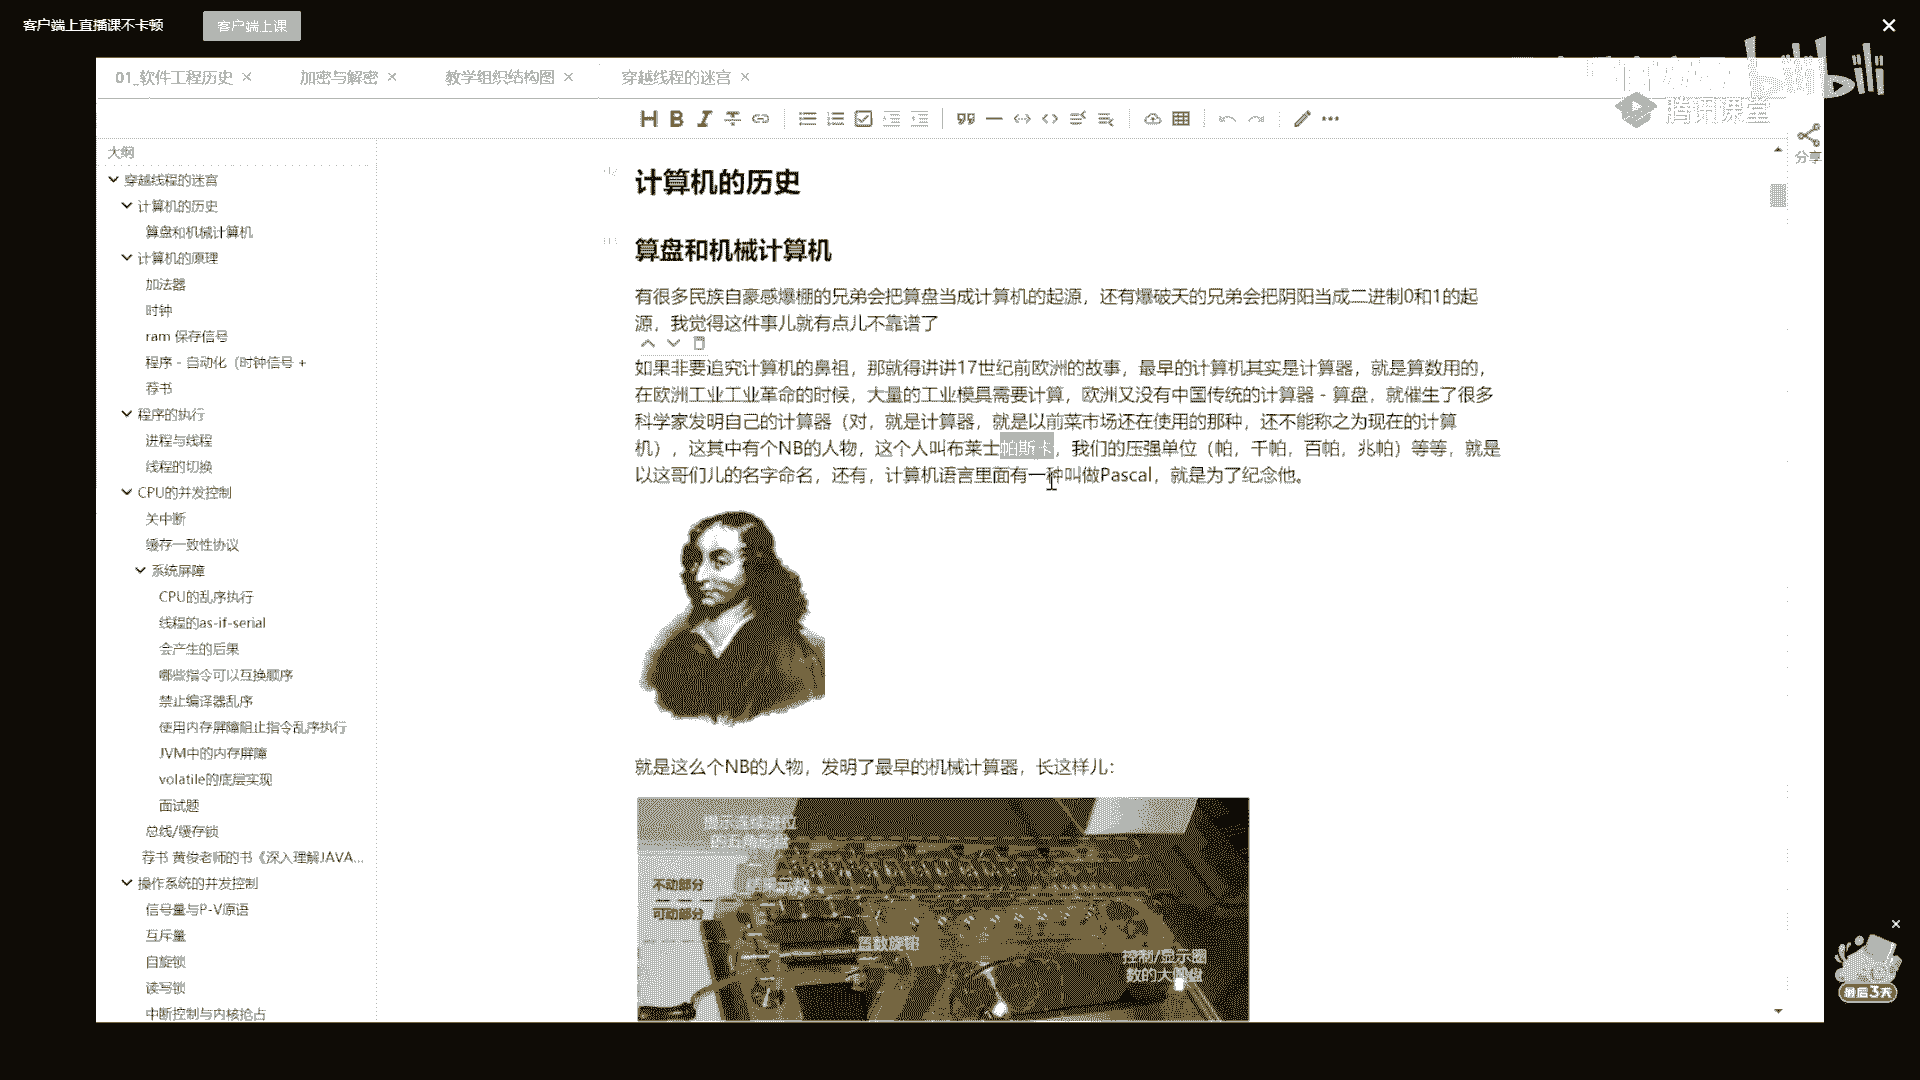 客户端上直播课不卡顿
客户端上课
bilibili
腾讯课堂
01_软件工程历史
加密与解密
教学组织结构图
穿越线程的迷宫
分享
大纲
穿越线程的迷宫
计算机的历史
算盘和机械计算机
计算机的原理
加法器
时钟
ram 保存信号
程序 - 自动化（时钟信号 +
荐书
程序的执行
进程与线程
线程的切换
CPU的并发控制
关中断
缓存一致性协议
系统屏障
CPU的乱序执行
线程的as-if-serial
会产生的后果
哪些指令可以互换顺序
禁止编译器乱序
使用内存屏障阻止指令乱序执行
JVM中的内存屏障
volatile的底层实现
面试题
总线/缓存锁
荐书 黄俊老师的书《深入理解JAVA...
操作系统的并发控制
信号量与P-V原语
互斥量
自旋锁
读写锁
中断控制与内核抢占
计算机的历史
算盘和机械计算机
有很多民族自豪感爆棚的兄弟会把算盘当成计算机的起源，还有爆破天的兄弟会把阴阳当成二进制0和1的起
源，我觉得这件事儿就有点儿不靠谱了
如果非要追究计算机的鼻祖，那就得讲讲17世纪前欧洲的故事，最早的计算机其实是计算器，就是算数用的，
在欧洲工业工业革命的时候，大量的工业模具需要计算，欧洲又没有中国传统的计算器 - 算盘，就催生了很多
科学家发明自己的计算器（对，就是计算器，就是以前菜市场还在使用的那种，还不能称之为现在的计算
机），这其中有个NB的人物，这个人叫布莱士帕斯卡，我们的压强单位（帕，千帕，百帕，兆帕）等等，就是
以这哥们儿的名字命名，还有，计算机语言里面有一种叫做Pascal，就是为了纪念他。
就是这么个NB的人物，发明了最早的机械计算器，长这样儿：
不动部分
可动部分
控制/显示圈
数的大圆盘
最后3天